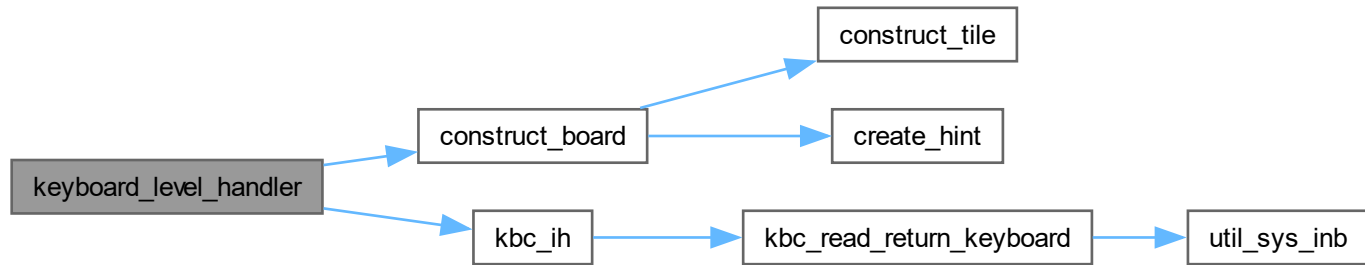 keyboard_level_handler
construct_board
construct_tile
create_hint
kbc_ih
kbc_read_return_keyboard
util_sys_inb